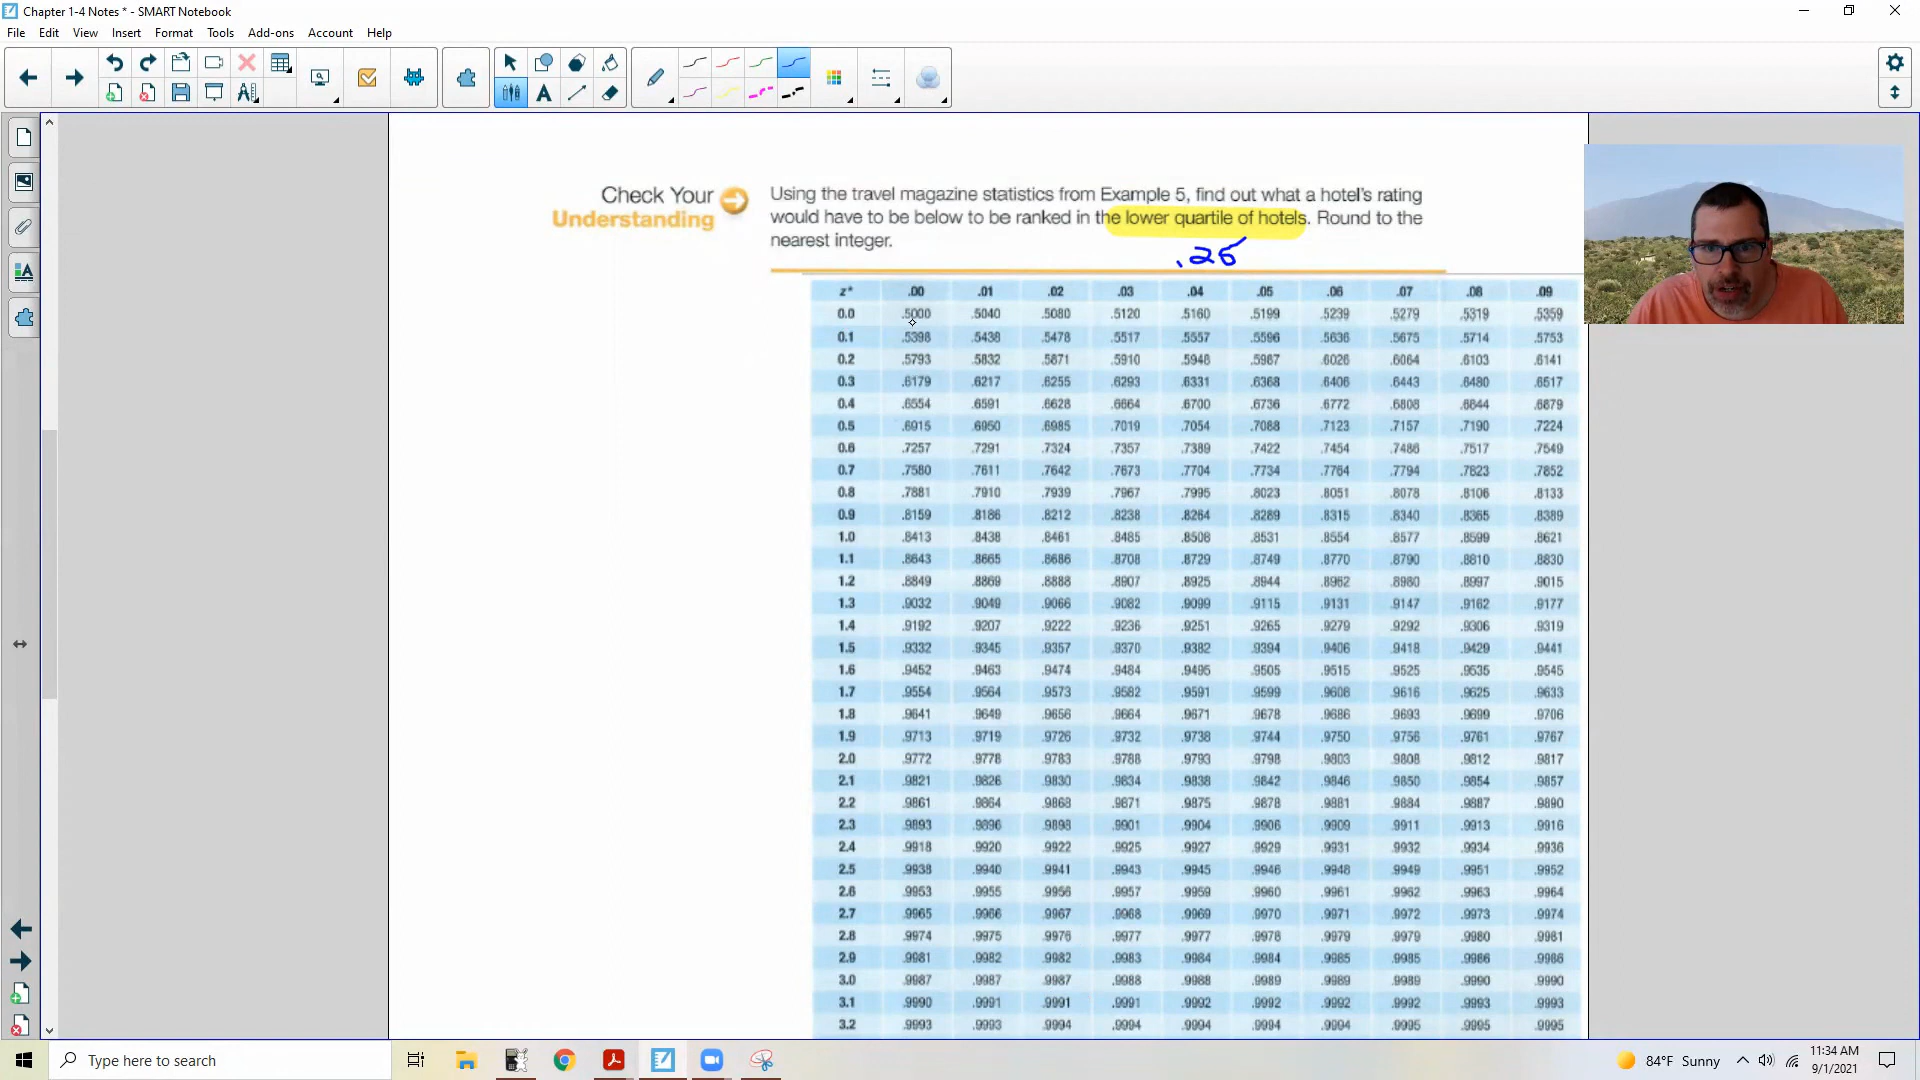 Chapter 1-4 Notes * - SMART Notebook
File Edit View Insert Format Tools Add-ons Account Help
Check Your
Understanding
Using the travel magazine statistics from Example 5, find out what a hotel's rating
would have to be below to be ranked in the lower quartile of hotels. Round to the
nearest integer.
.25
z* .00 .01 .02 .03 .04 .05 .06 .07 .08 .09
0.0 .5000 .5040 .5080 .5120 .5160 .5199 .5239 .5279 .5319 .5359
0.1 .5398 .5438 .5478 .5517 .5557 .5596 .5636 .5675 .5714 .5753
0.2 .5793 .5832 .5871 .5910 .5948 .5987 .6026 .6064 .6103 .6141
0.3 .6179 .6217 .6255 .6293 .6331 .6368 .6406 .6443 .6480 .6517
0.4 .6554 .6591 .6628 .6664 .6700 .6736 .6772 .6808 .6844 .6879
0.5 .6915 .6950 .6985 .7019 .7054 .7088 .7123 .7157 .7190 .7224
0.6 .7257 .7291 .7324 .7357 .7389 .7422 .7454 .7486 .7517 .7549
0.7 .7580 .7611 .7642 .7673 .7704 .7734 .7764 .7794 .7823 .7852
0.8 .7881 .7910 .7939 .7967 .7995 .8023 .8051 .8078 .8106 .8133
0.9 .8159 .8186 .8212 .8238 .8264 .8289 .8315 .8340 .8365 .8389
1.0 .8413 .8438 .8461 .8485 .8508 .8531 .8554 .8577 .8599 .8621
1.1 .8643 .8665 .8686 .8708 .8729 .8749 .8770 .8790 .8810 .8830
1.2 .8849 .8869 .8888 .8907 .8925 .8944 .8962 .8980 .8997 .9015
1.3 .9032 .9049 .9066 .9082 .9099 .9115 .9131 .9147 .9162 .9177
1.4 .9192 .9207 .9222 .9236 .9251 .9265 .9279 .9292 .9306 .9319
1.5 .9332 .9345 .9357 .9370 .9382 .9394 .9406 .9418 .9429 .9441
1.6 .9452 .9463 .9474 .9484 .9495 .9505 .9515 .9525 .9535 .9545
1.7 .9554 .9564 .9573 .9582 .9591 .9599 .9608 .9616 .9625 .9633
1.8 .9641 .9649 .9656 .9664 .9671 .9678 .9686 .9693 .9699 .9706
1.9 .9713 .9719 .9726 .9732 .9738 .9744 .9750 .9756 .9761 .9767
2.0 .9772 .9778 .9783 .9788 .9793 .9798 .9803 .9808 .9812 .9817
2.1 .9821 .9826 .9830 .9834 .9838 .9842 .9846 .9850 .9854 .9857
2.2 .9861 .9864 .9868 .9871 .9875 .9878 .9881 .9884 .9887 .9890
2.3 .9893 .9896 .9898 .9901 .9904 .9906 .9909 .9911 .9913 .9916
2.4 .9918 .9920 .9922 .9925 .9927 .9929 .9931 .9932 .9934 .9936
2.5 .9938 .9940 .9941 .9943 .9945 .9946 .9948 .9949 .9951 .9952
2.6 .9953 .9955 .9956 .9957 .9959 .9960 .9961 .9962 .9963 .9964
2.7 .9965 .9966 .9967 .9968 .9969 .9970 .9971 .9972 .9973 .9974
2.8 .9974 .9975 .9976 .9977 .9977 .9978 .9979 .9979 .9980 .9981
2.9 .9981 .9982 .9982 .9983 .9984 .9984 .9985 .9985 .9986 .9986
3.0 .9987 .9987 .9987 .9988 .9988 .9989 .9989 .9989 .9990 .9990
3.1 .9990 .9991 .9991 .9991 .9992 .9992 .9992 .9992 .9993 .9993
3.2 .9993 .9993 .9994 .9994 .9994 .9994 .9994 .9995 .9995 .9995
Type here to search
84°F Sunny
11:34 AM
9/1/2021